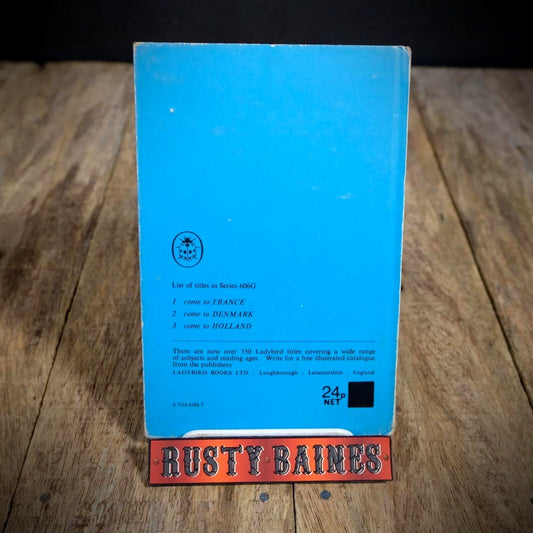 List of titles in Series 606G
1 come to FRANCE
2 come to DENMARK
3 come to HOLLAND
There are now over 350 Ladybird titles covering a wide range
of subjects and reading ages. Write for a free illustrated catalogue
from the publishers
LADYBIRD BOOKS LTD . Loughborough . Leicestershire . England
24p
NET
RUSTY BAINES